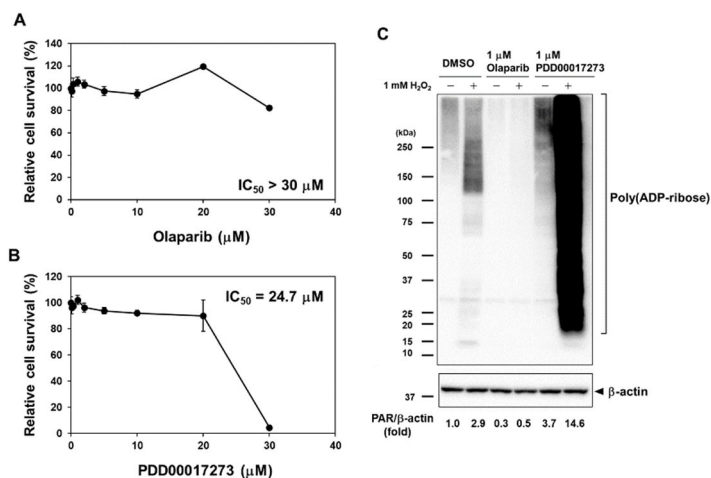 A
Relative cell survival (%)
140
120
100
80
60
40
20
0
IC50 > 30 μM
0 10 20 30 40
Olaparib (μM)
B
Relative cell survival (%)
120
100
80
60
40
20
0
IC50 = 24.7 μM
0 10 20 30 40
PDD00017273 (μM)
C
DMSO
1 μM
Olaparib
1 μM
PDD00017273
1 mM H2O2 − + − + − +
(kDa)
250
150
100
75
50
37
25
20
15
10
Poly(ADP-ribose)
37
β-actin
PAR/β-actin
(fold)
1.0 2.9 0.3 0.5 3.7 14.6